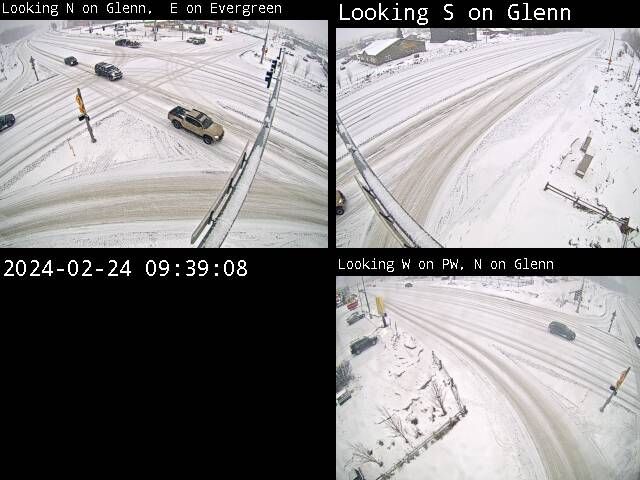 Looking N on Glenn,  E on Evergreen
Looking S on Glenn
2024-02-24 09:39:08
Looking W on PW, N on Glenn